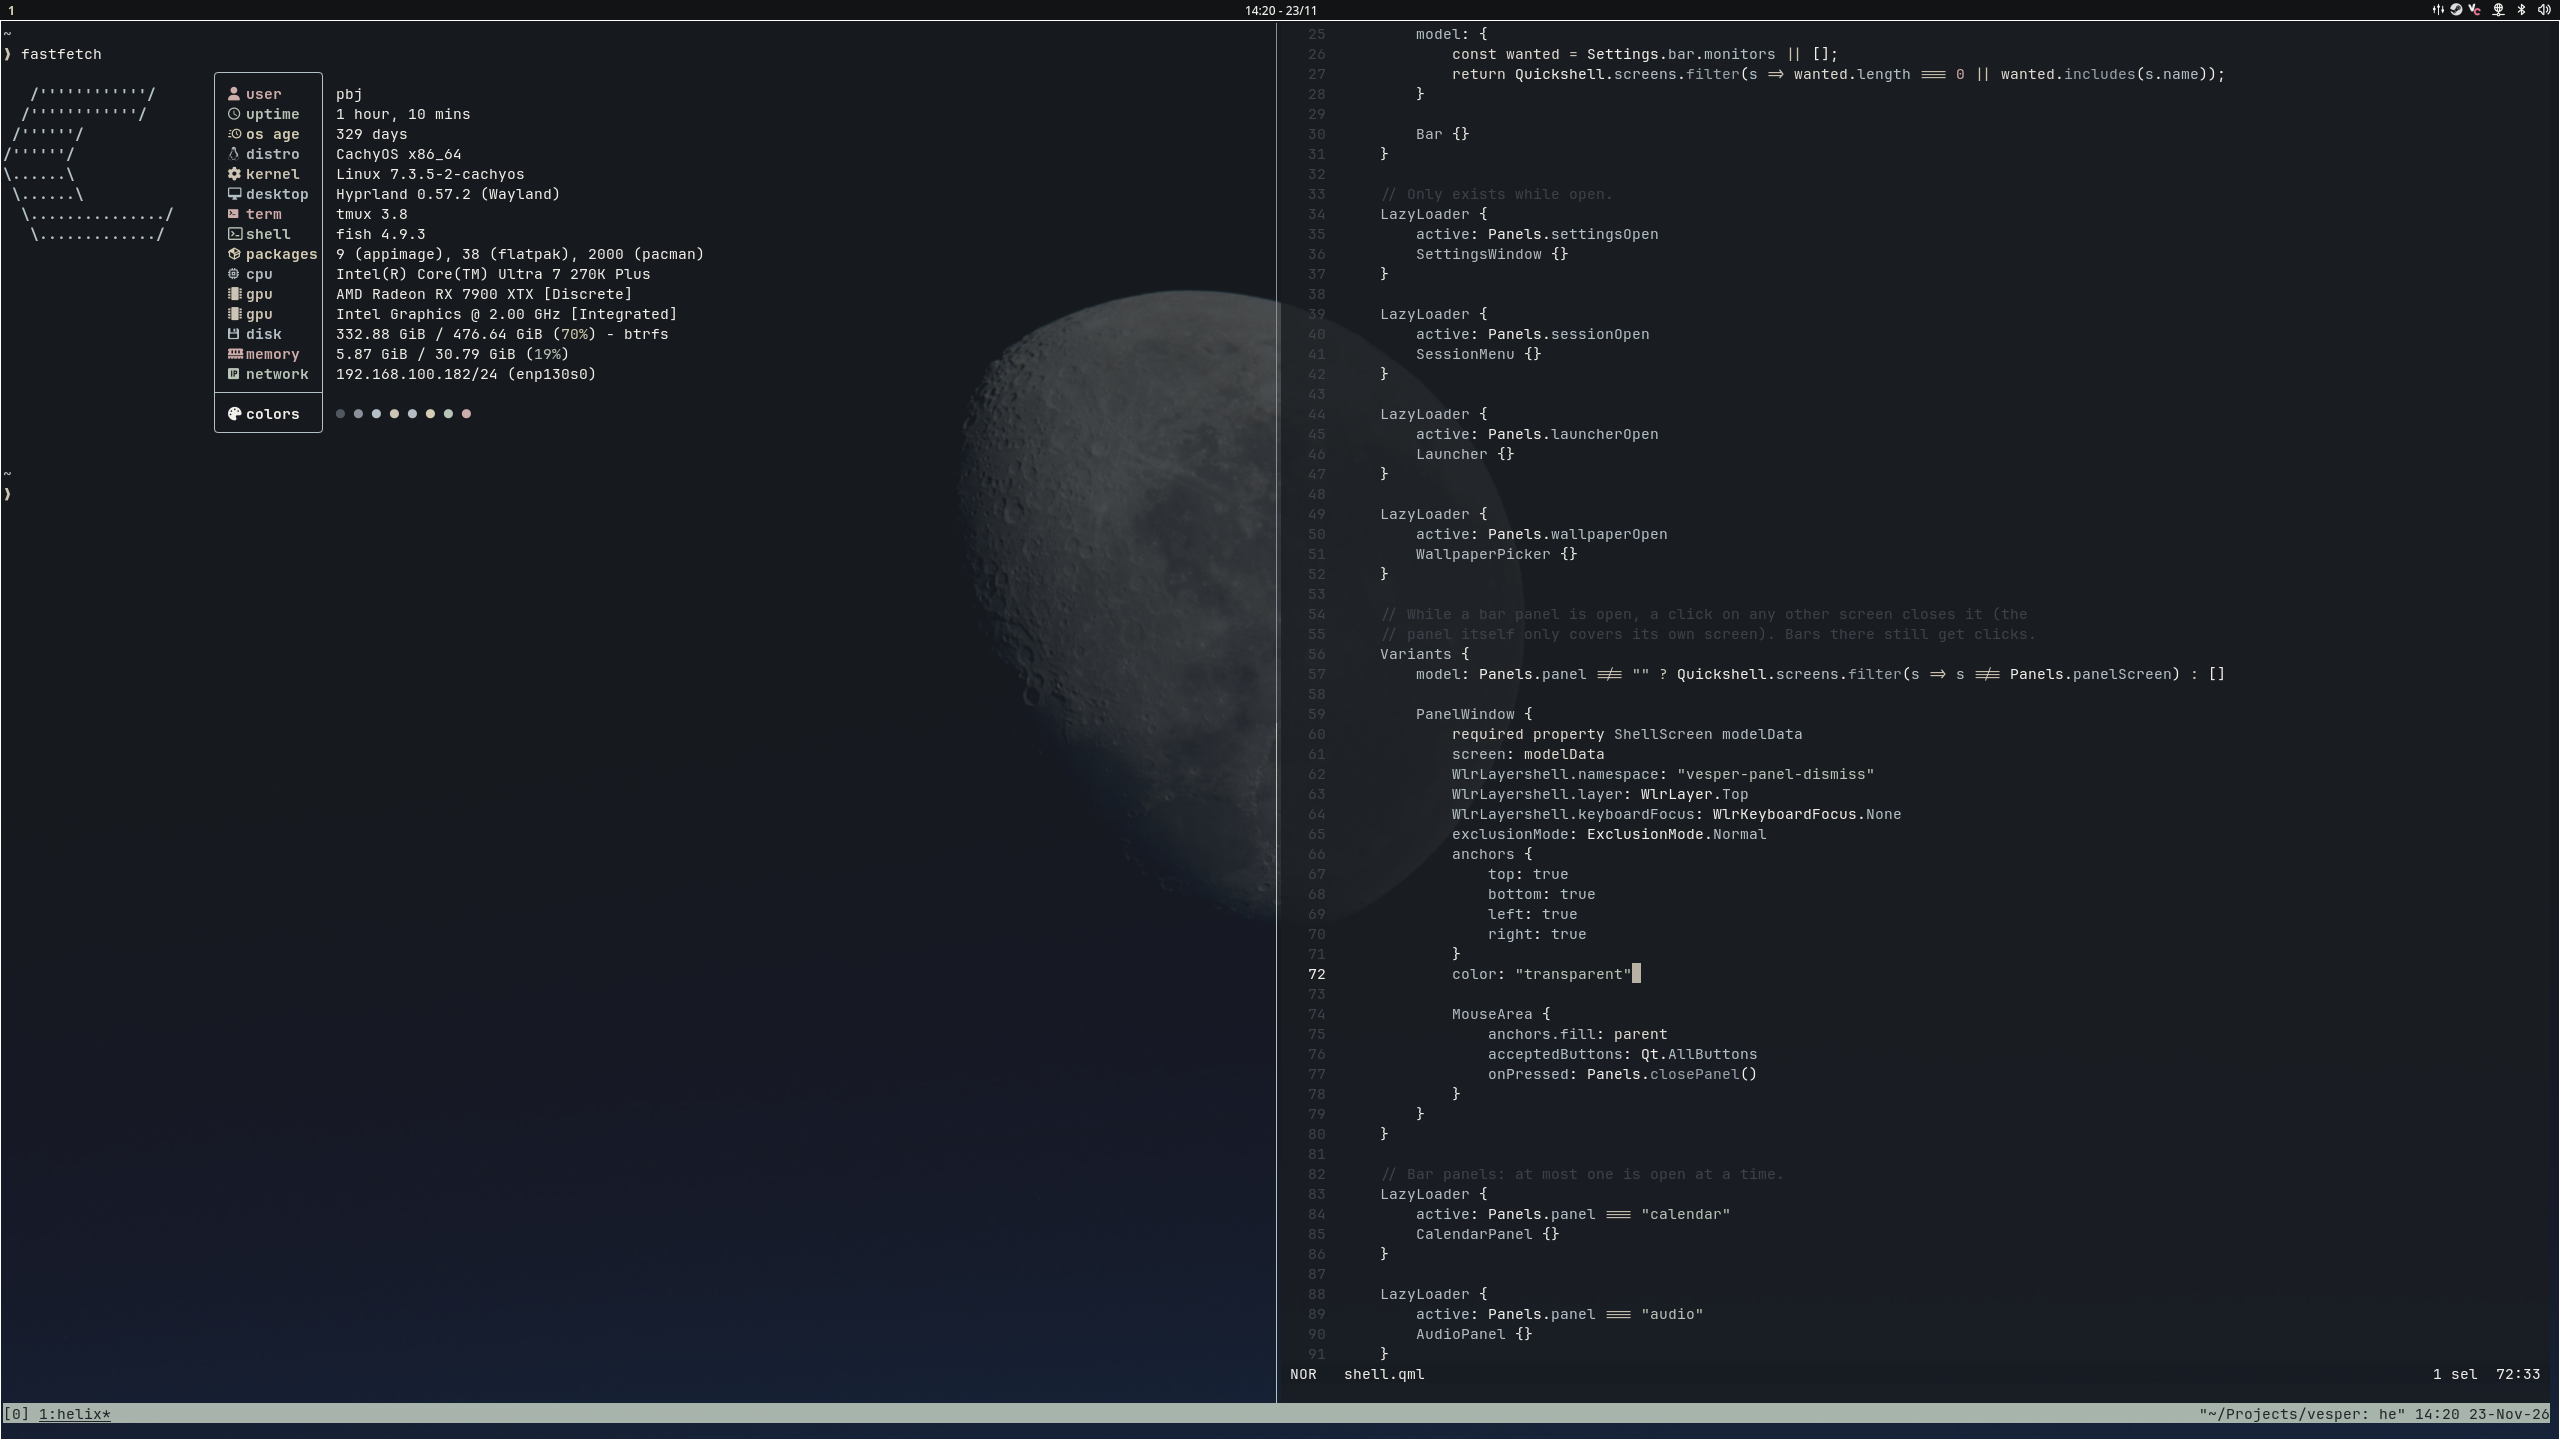 1
14:20 - 23/11
~
❱ fastfetch
/''''''''''''/
/''''''''''''/
/''''''/
/''''''/
\......\
\......\
\.............../
\............./
user pbj
uptime 1 hour, 10 mins
os age 329 days
distro CachyOS x86_64
kernel Linux 7.3.5-2-cachyos
desktop Hyprland 0.57.2 (Wayland)
term tmux 3.8
shell fish 4.9.3
packages 9 (appimage), 38 (flatpak), 2000 (pacman)
cpu Intel(R) Core(TM) Ultra 7 270K Plus
gpu AMD Radeon RX 7900 XTX [Discrete]
gpu Intel Graphics @ 2.00 GHz [Integrated]
disk 332.88 GiB / 476.64 GiB (70%) - btrfs
memory 5.87 GiB / 30.79 GiB (19%)
network 192.168.100.182/24 (enp130s0)
colors ● ● ● ● ● ● ● ●
~
❱
25 model: {
26 const wanted = Settings.bar.monitors || [];
27 return Quickshell.screens.filter(s => wanted.length === 0 || wanted.includes(s.name));
28 }
29
30 Bar {}
31 }
32
33 // Only exists while open.
34 LazyLoader {
35 active: Panels.settingsOpen
36 SettingsWindow {}
37 }
38
39 LazyLoader {
40 active: Panels.sessionOpen
41 SessionMenu {}
42 }
43
44 LazyLoader {
45 active: Panels.launcherOpen
46 Launcher {}
47 }
48
49 LazyLoader {
50 active: Panels.wallpaperOpen
51 WallpaperPicker {}
52 }
53
54 // While a bar panel is open, a click on any other screen closes it (the
55 // panel itself only covers its own screen). Bars there still get clicks.
56 Variants {
57 model: Panels.panel !== "" ? Quickshell.screens.filter(s => s !== Panels.panelScreen) : []
58
59 PanelWindow {
60 required property ShellScreen modelData
61 screen: modelData
62 WlrLayershell.namespace: "vesper-panel-dismiss"
63 WlrLayershell.layer: WlrLayer.Top
64 WlrLayershell.keyboardFocus: WlrKeyboardFocus.None
65 exclusionMode: ExclusionMode.Normal
66 anchors {
67 top: true
68 bottom: true
69 left: true
70 right: true
71 }
72 color: "transparent"
73
74 MouseArea {
75 anchors.fill: parent
76 acceptedButtons: Qt.AllButtons
77 onPressed: Panels.closePanel()
78 }
79 }
80 }
81
82 // Bar panels: at most one is open at a time.
83 LazyLoader {
84 active: Panels.panel === "calendar"
85 CalendarPanel {}
86 }
87
88 LazyLoader {
89 active: Panels.panel === "audio"
90 AudioPanel {}
91 }
NOR shell.qml 1 sel 72:33
[0] 1:helix* "~/Projects/vesper: he" 14:20 23-Nov-26